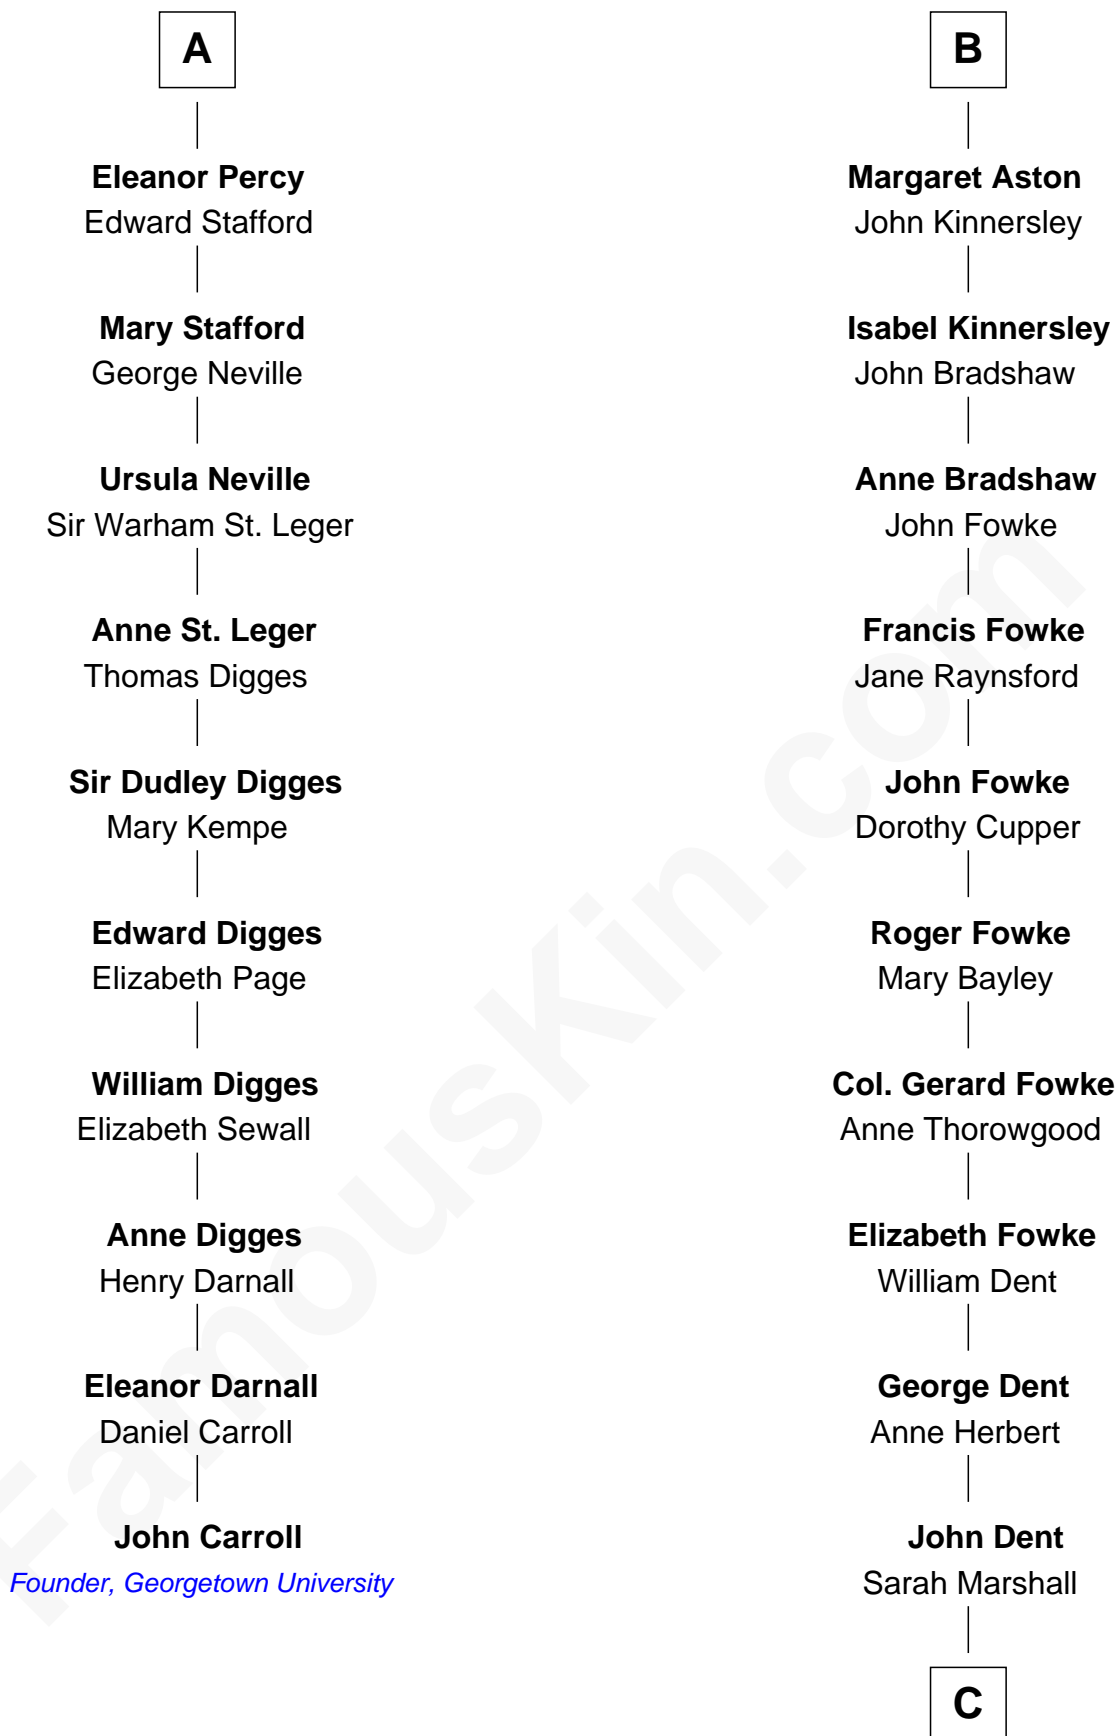 A
Eleanor Percy
Edward Stafford
Mary Stafford
George Neville
Ursula Neville
Sir Warham St. Leger
Anne St. Leger
Thomas Digges
Sir Dudley Digges
Mary Kempe
Edward Digges
Elizabeth Page
William Digges
Elizabeth Sewall
Anne Digges
Henry Darnall
Eleanor Darnall
Daniel Carroll
John Carroll
Founder, Georgetown University
B
Margaret Aston
John Kinnersley
Isabel Kinnersley
John Bradshaw
Anne Bradshaw
John Fowke
Francis Fowke
Jane Raynsford
John Fowke
Dorothy Cupper
Roger Fowke
Mary Bayley
Col. Gerard Fowke
Anne Thorowgood
Elizabeth Fowke
William Dent
George Dent
Anne Herbert
John Dent
Sarah Marshall
C
FamousKin.com